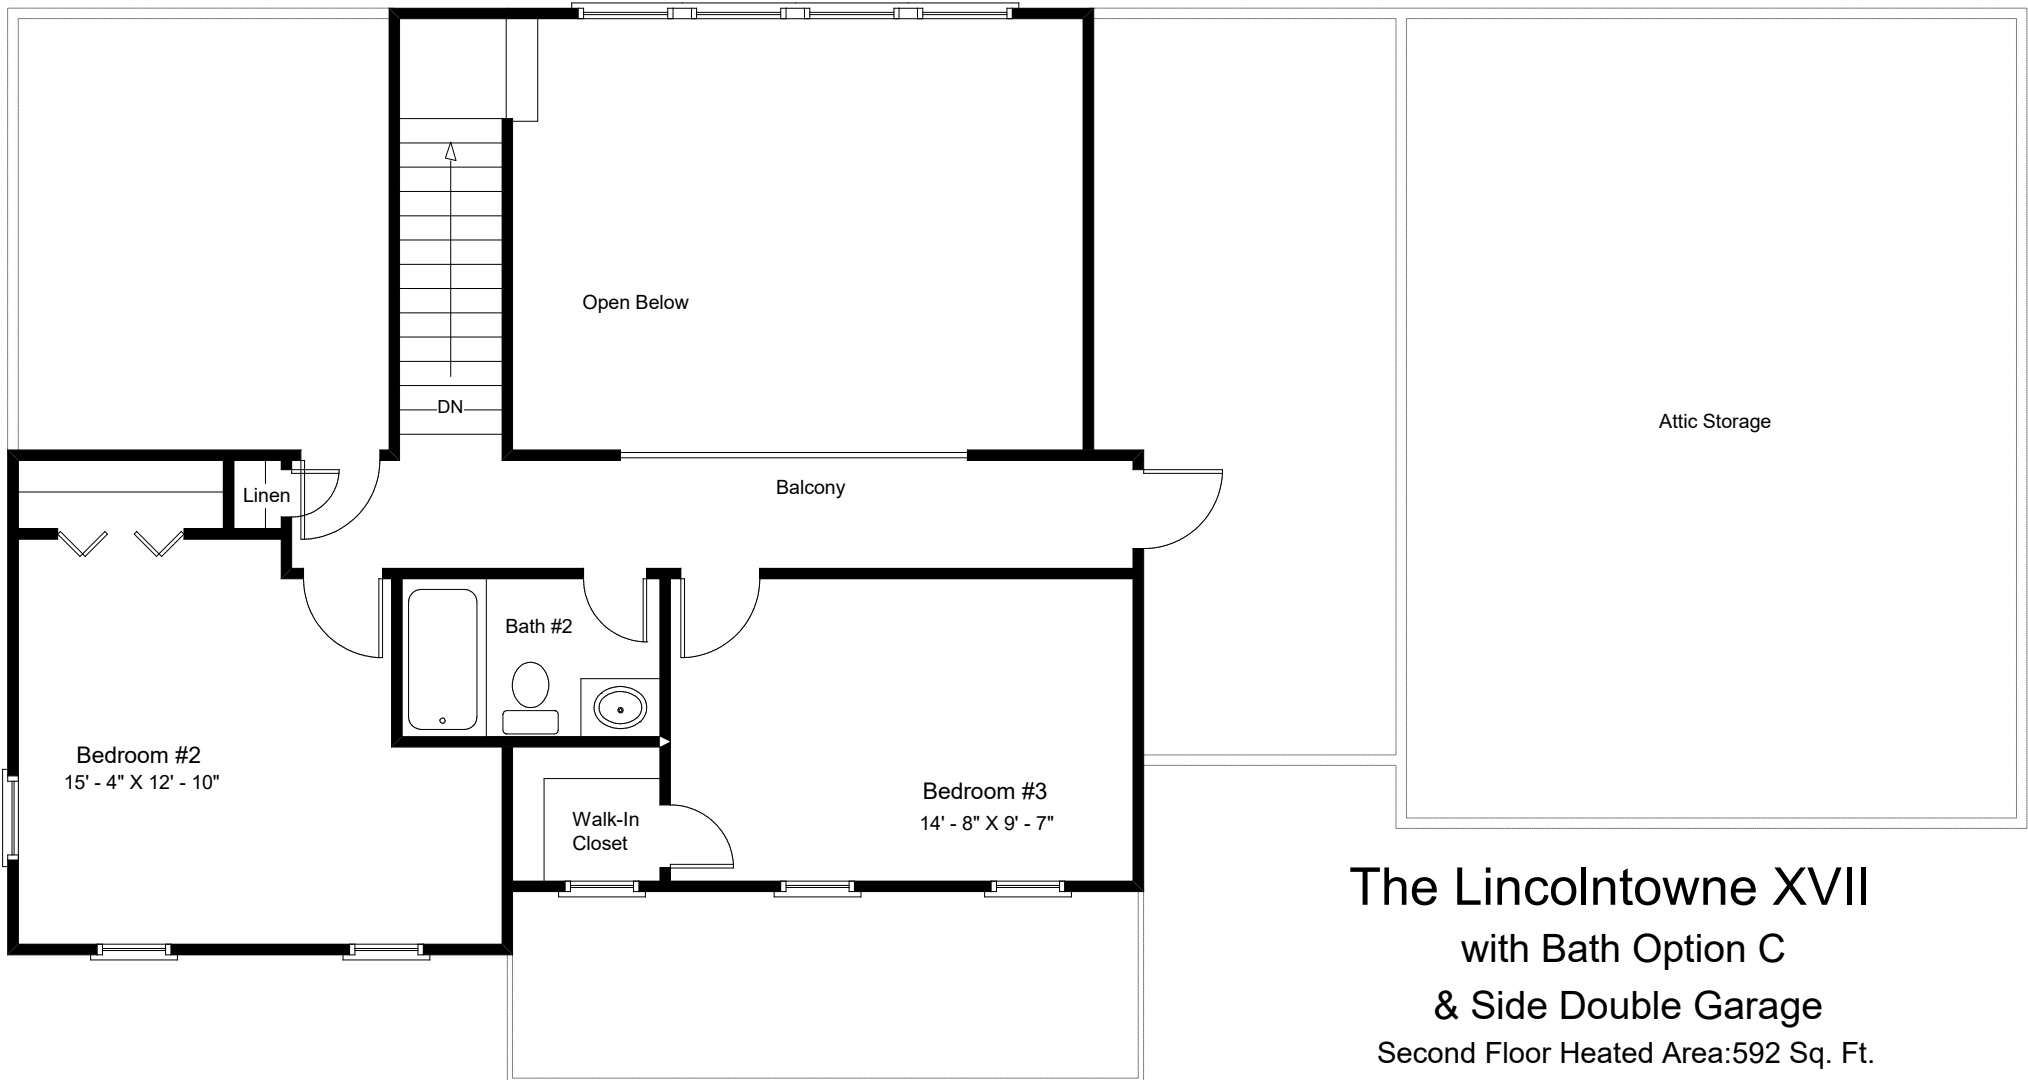 Open Below
Attic Storage
DN
Balcony
Linen
Bath #2
Bedroom #2
15' - 4" X 12' - 10"
Bedroom #3
14' - 8" X 9' - 7"
Walk-In
Closet
The Lincolntowne XVII
with Bath Option C
& Side Double Garage
Second Floor Heated Area:592 Sq. Ft.